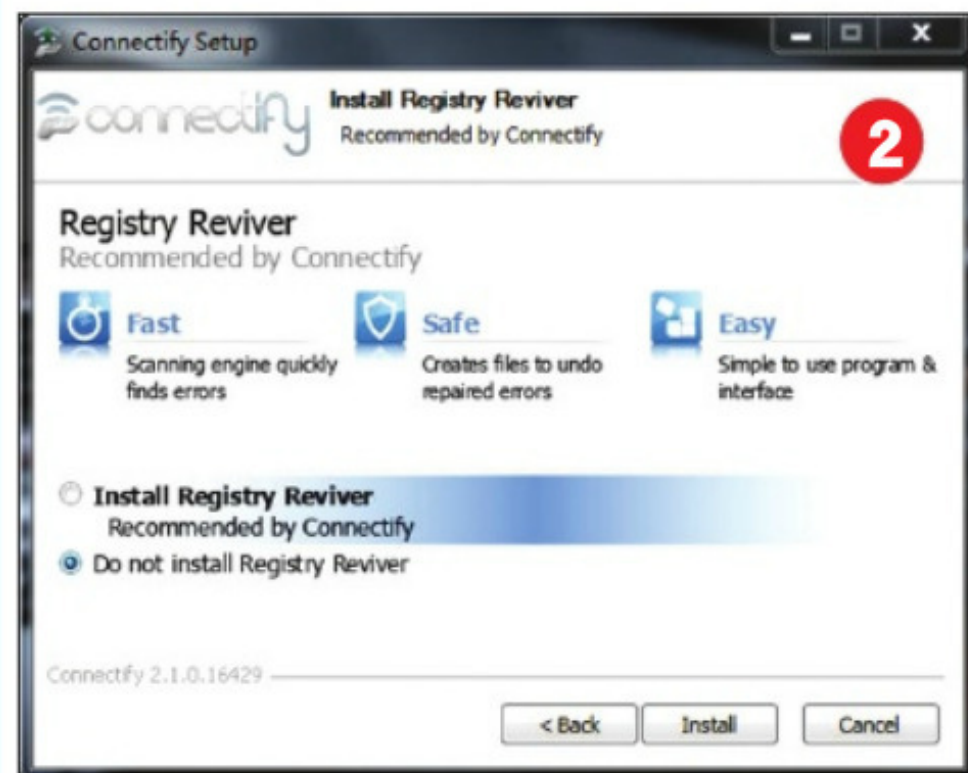 Connectify Setup
connectify
Install Registry Reviver
Recommended by Connectify
2
Registry Reviver
Recommended by Connectify
Fast
Scanning engine quickly
finds errors
Safe
Creates files to undo
repaired errors
Easy
Simple to use program &
interface
Install Registry Reviver
Recommended by Connectify
Do not install Registry Reviver
Connectify 2.1.0.16429
< Back
Install
Cancel